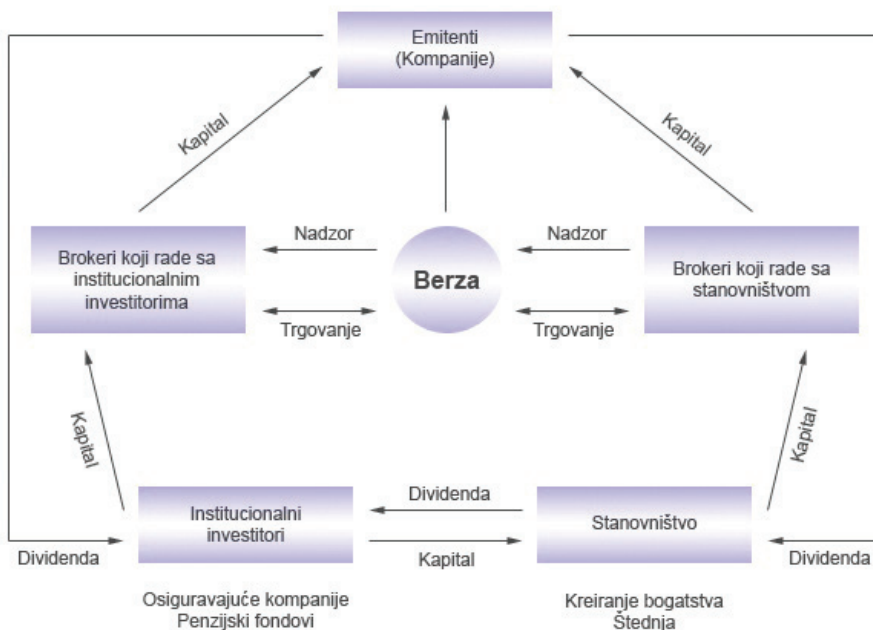 Emitenti
(Kompanije)
Kapital
Kapital
Brokeri koji rade sa
institucionalnim
investitorima
Nadzor
Trgovanje
Berza
Nadzor
Trgovanje
Brokeri koji rade sa
stanovništvom
Kapital
Kapital
Dividenda
Institucionalni
investitori
Dividenda
Kapital
Stanovništvo
Dividenda
Osiguravajuće kompanije
Penzijski fondovi
Kreiranje bogatstva
Štednja